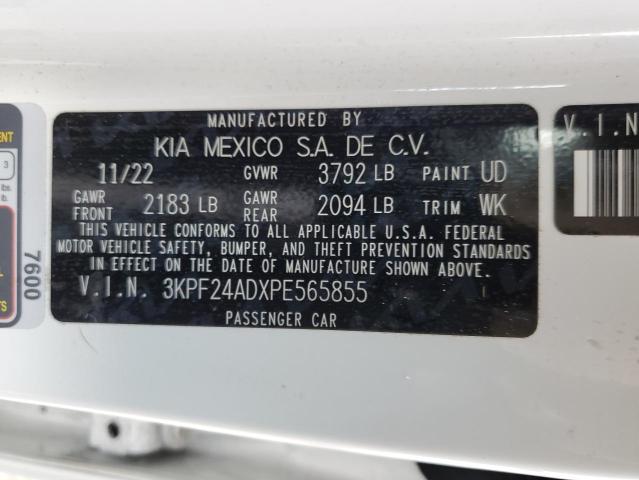 MANUFACTURED BY
KIA MEXICO S.A. DE C.V.
11/22 GVWR 3792 LB PAINT UD
GAWR FRONT 2183 LB GAWR REAR 2094 LB TRIM WK
THIS VEHICLE CONFORMS TO ALL APPLICABLE U.S.A. FEDERAL
MOTOR VEHICLE SAFETY, BUMPER, AND THEFT PREVENTION STANDARDS
IN EFFECT ON THE DATE OF MANUFACTURE SHOWN ABOVE.
V.I.N. 3KPF24ADXPE565855
PASSENGER CAR
7600
3
lbs.
V.I.N